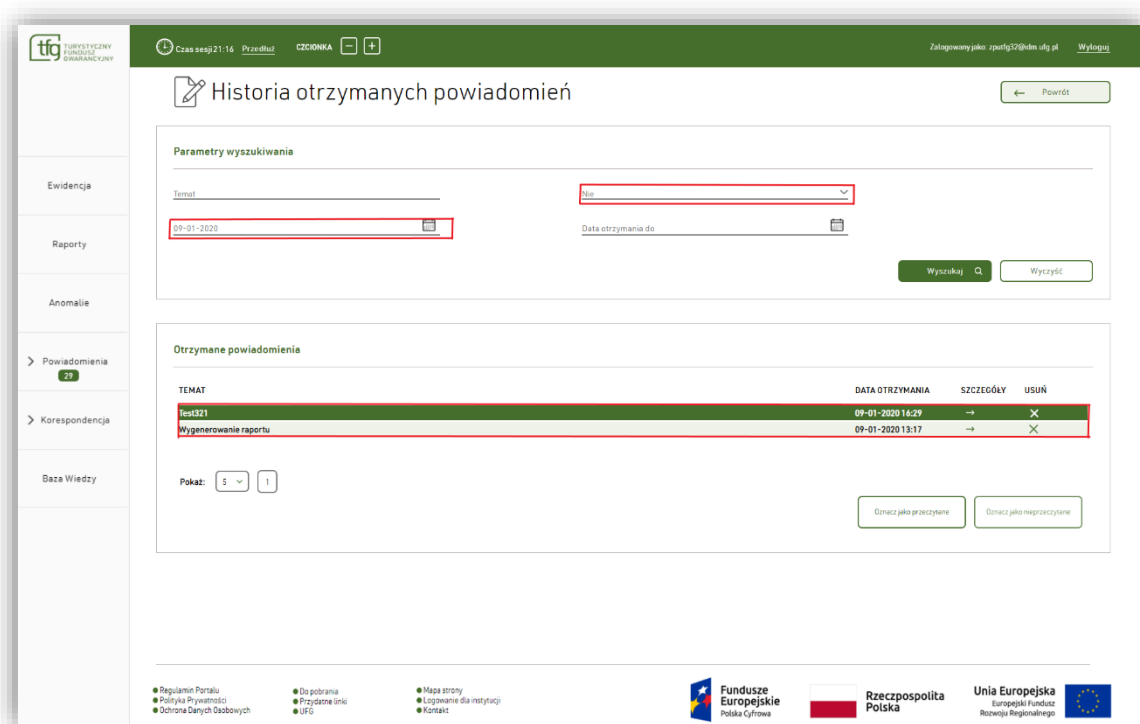 tfg TURYSTYCZNY FUNDUSZ GWARANCYJNY
Czas sesji 21:16 Przedłuż CZCIONKA − +
Zalogowany jako: zputfg32@idm.ufg.pl Wyloguj
Historia otrzymanych powiadomień
← Powrót
Parametry wyszukiwania
Temat
Nie
09-01-2020
Data otrzymania do
Wyszukaj
Wyczyść
Ewidencja
Raporty
Anomalie
Powiadomienia
29
Korespondencja
Baza Wiedzy
Otrzymane powiadomienia
TEMAT DATA OTRZYMANIA SZCZEGÓŁY USUŃ
Test321 09-01-2020 16:29 → ✕
Wygenerowanie raportu 09-01-2020 13:17 → ✕
Pokaż: 5 1
Oznacz jako przeczytane
Oznacz jako nieprzeczytane
Regulamin Portalu
Polityka Prywatności
Ochrona Danych Osobowych
Do pobrania
Przydatne linki
UFG
Mapa strony
Logowanie dla instytucji
Kontakt
Fundusze
Europejskie
Polska Cyfrowa
Rzeczpospolita
Polska
Unia Europejska
Europejski Fundusz
Rozwoju Regionalnego